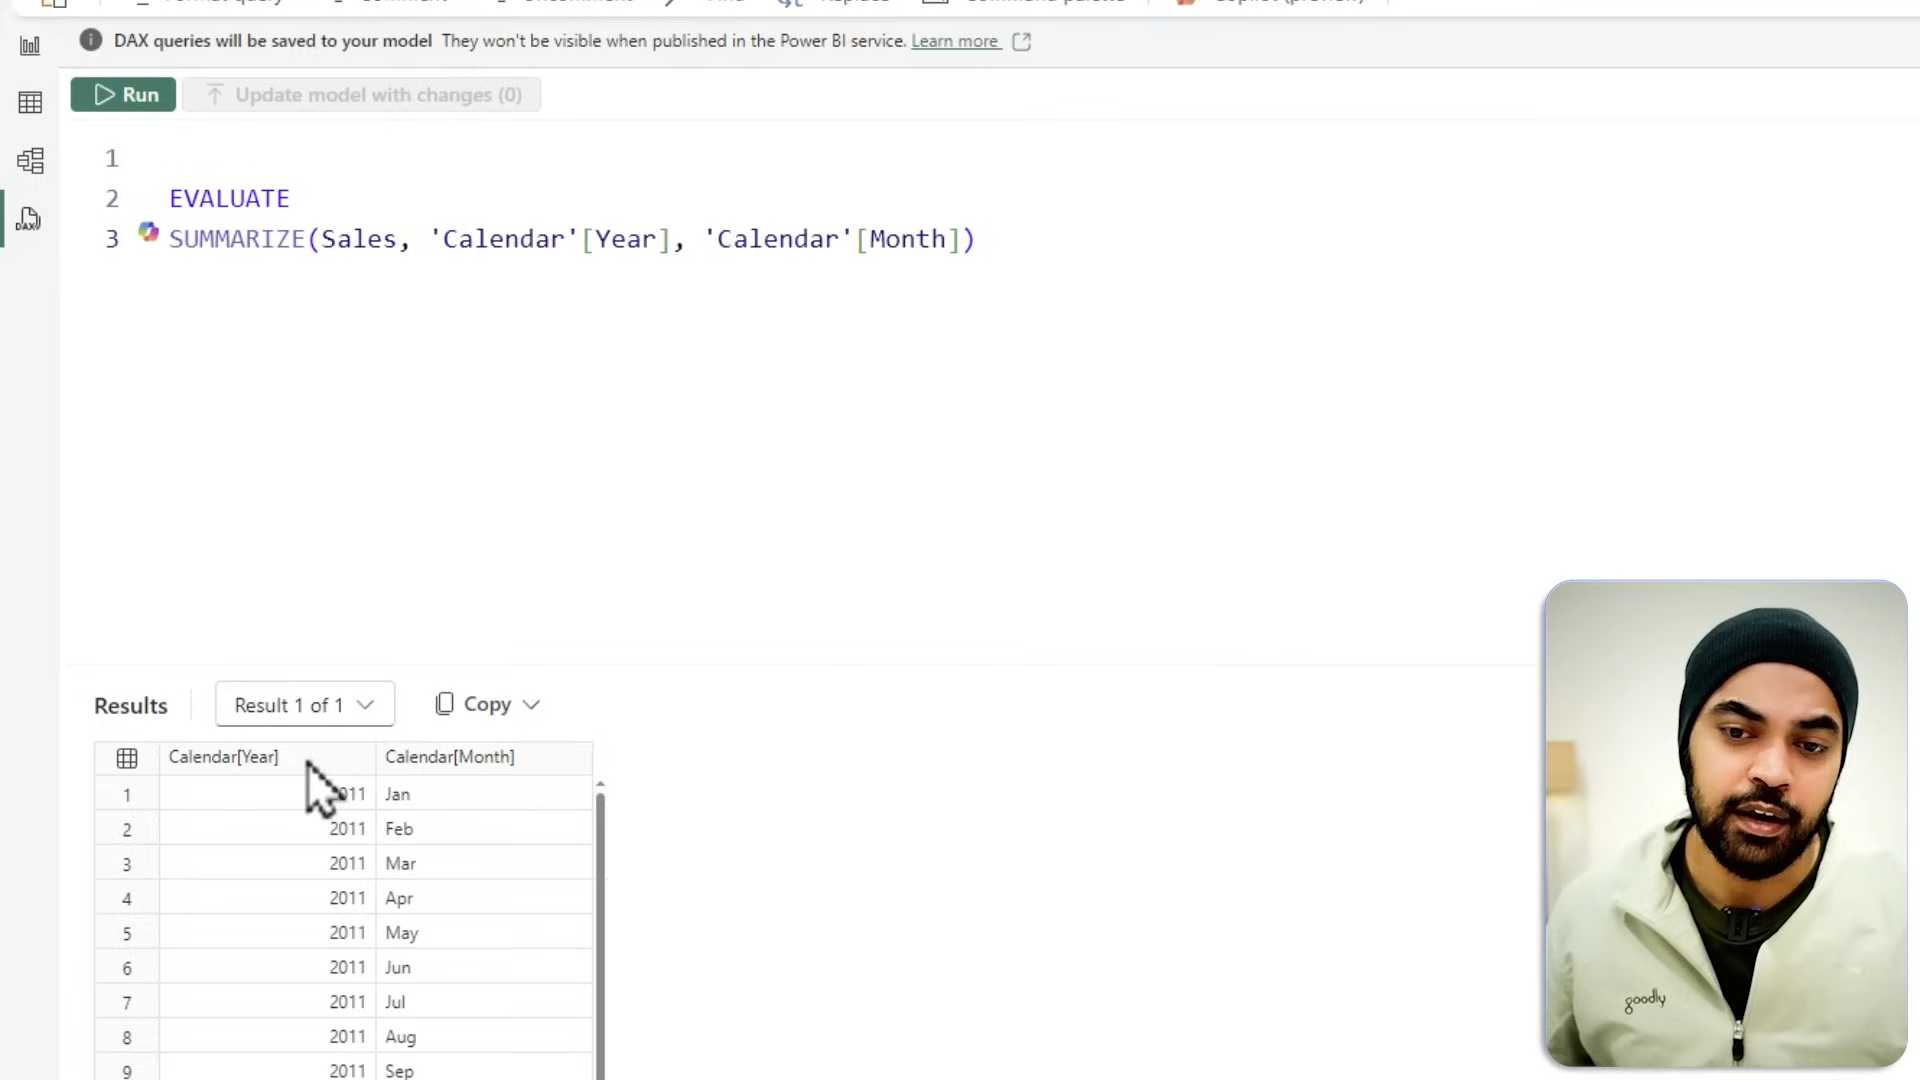 DAX queries will be saved to your model They won't be visible when published in the Power BI service. Learn more
Run Update model with changes (0)
1
2 EVALUATE
3 SUMMARIZE(Sales, 'Calendar'[Year], 'Calendar'[Month])
Results Result 1 of 1 Copy
Calendar[Year] Calendar[Month]
1 Jan
2 2011 Feb
3 2011 Mar
4 2011 Apr
5 2011 May
6 2011 Jun
7 2011 Jul
8 2011 Aug
9 2011 Sep
DAX
goodly